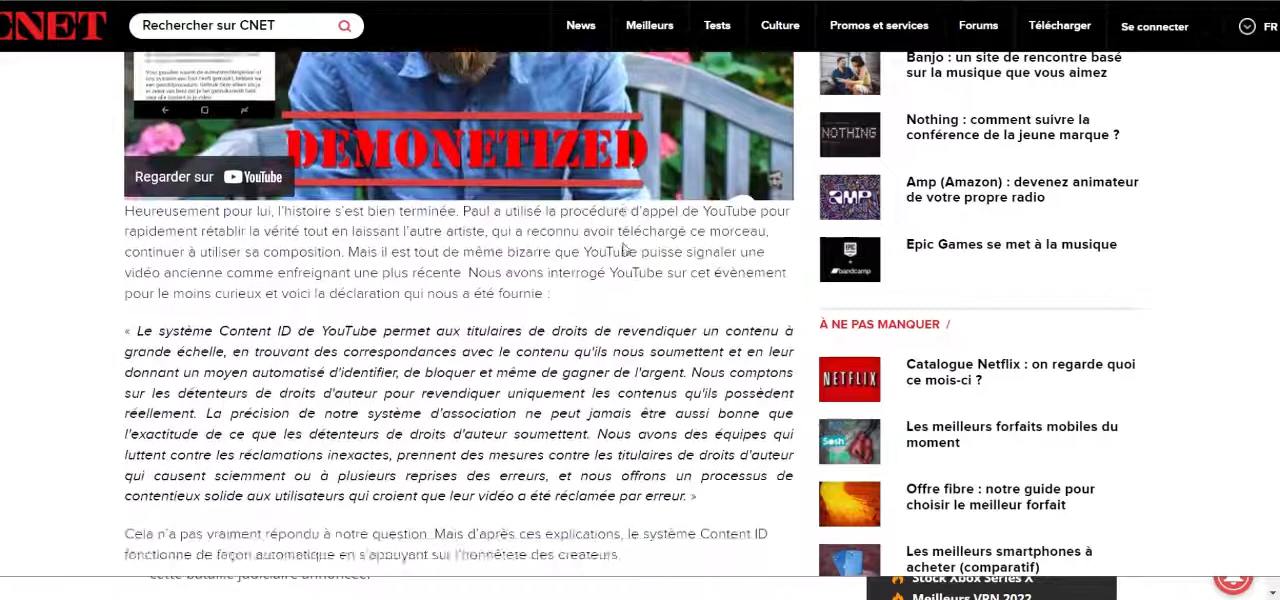 CNET
Rechercher sur CNET
News
Meilleurs
Tests
Culture
Promos et services
Forums
Télécharger
Se connecter
FR
DEMONETIZED
Regarder sur YouTube
Heureusement pour lui, l'histoire s'est bien terminée. Paul a utilisé la procédure d'appel de YouTube pour
rapidement rétablir la vérité tout en laissant l'autre artiste, qui a reconnu avoir téléchargé ce morceau,
continuer à utiliser sa composition. Mais il est tout de même bizarre que YouTube puisse signaler une
vidéo ancienne comme enfreignant une plus récente. Nous avons interrogé YouTube sur cet évènement
pour le moins curieux et voici la déclaration qui nous a été fournie :
« Le système Content ID de YouTube permet aux titulaires de droits de revendiquer un contenu à
grande échelle, en trouvant des correspondances avec le contenu qu'ils nous soumettent et en leur
donnant un moyen automatisé d'identifier, de bloquer et même de gagner de l'argent. Nous comptons
sur les détenteurs de droits d'auteur pour revendiquer uniquement les contenus qu'ils possèdent
réellement. La précision de notre système d'association ne peut jamais être aussi bonne que
l'exactitude de ce que les détenteurs de droits d'auteur soumettent. Nous avons des équipes qui
luttent contre les réclamations inexactes, prennent des mesures contre les titulaires de droits d'auteur
qui causent sciemment ou à plusieurs reprises des erreurs, et nous offrons un processus de
contentieux solide aux utilisateurs qui croient que leur vidéo a été réclamée par erreur. »
Cela n'a pas vraiment répondu à notre question. Mais d'après ces explications, le système Content ID
fonctionne de façon automatique en s'appuyant sur l'honnêteté des créateurs.
cette bataille judiciaire annoncée.
Banjo : un site de rencontre basé
sur la musique que vous aimez
NOTHING
Nothing : comment suivre la
conférence de la jeune marque ?
AMP
Amp (Amazon) : devenez animateur
de votre propre radio
EPIC GAMES
bandcamp
Epic Games se met à la musique
À NE PAS MANQUER /
NETFLIX
Catalogue Netflix : on regarde quoi
ce mois-ci ?
Sosh
Les meilleurs forfaits mobiles du
moment
Offre fibre : notre guide pour
choisir le meilleur forfait
Les meilleurs smartphones à
acheter (comparatif)
Stock Xbox Series X
Meilleurs VPN 2022